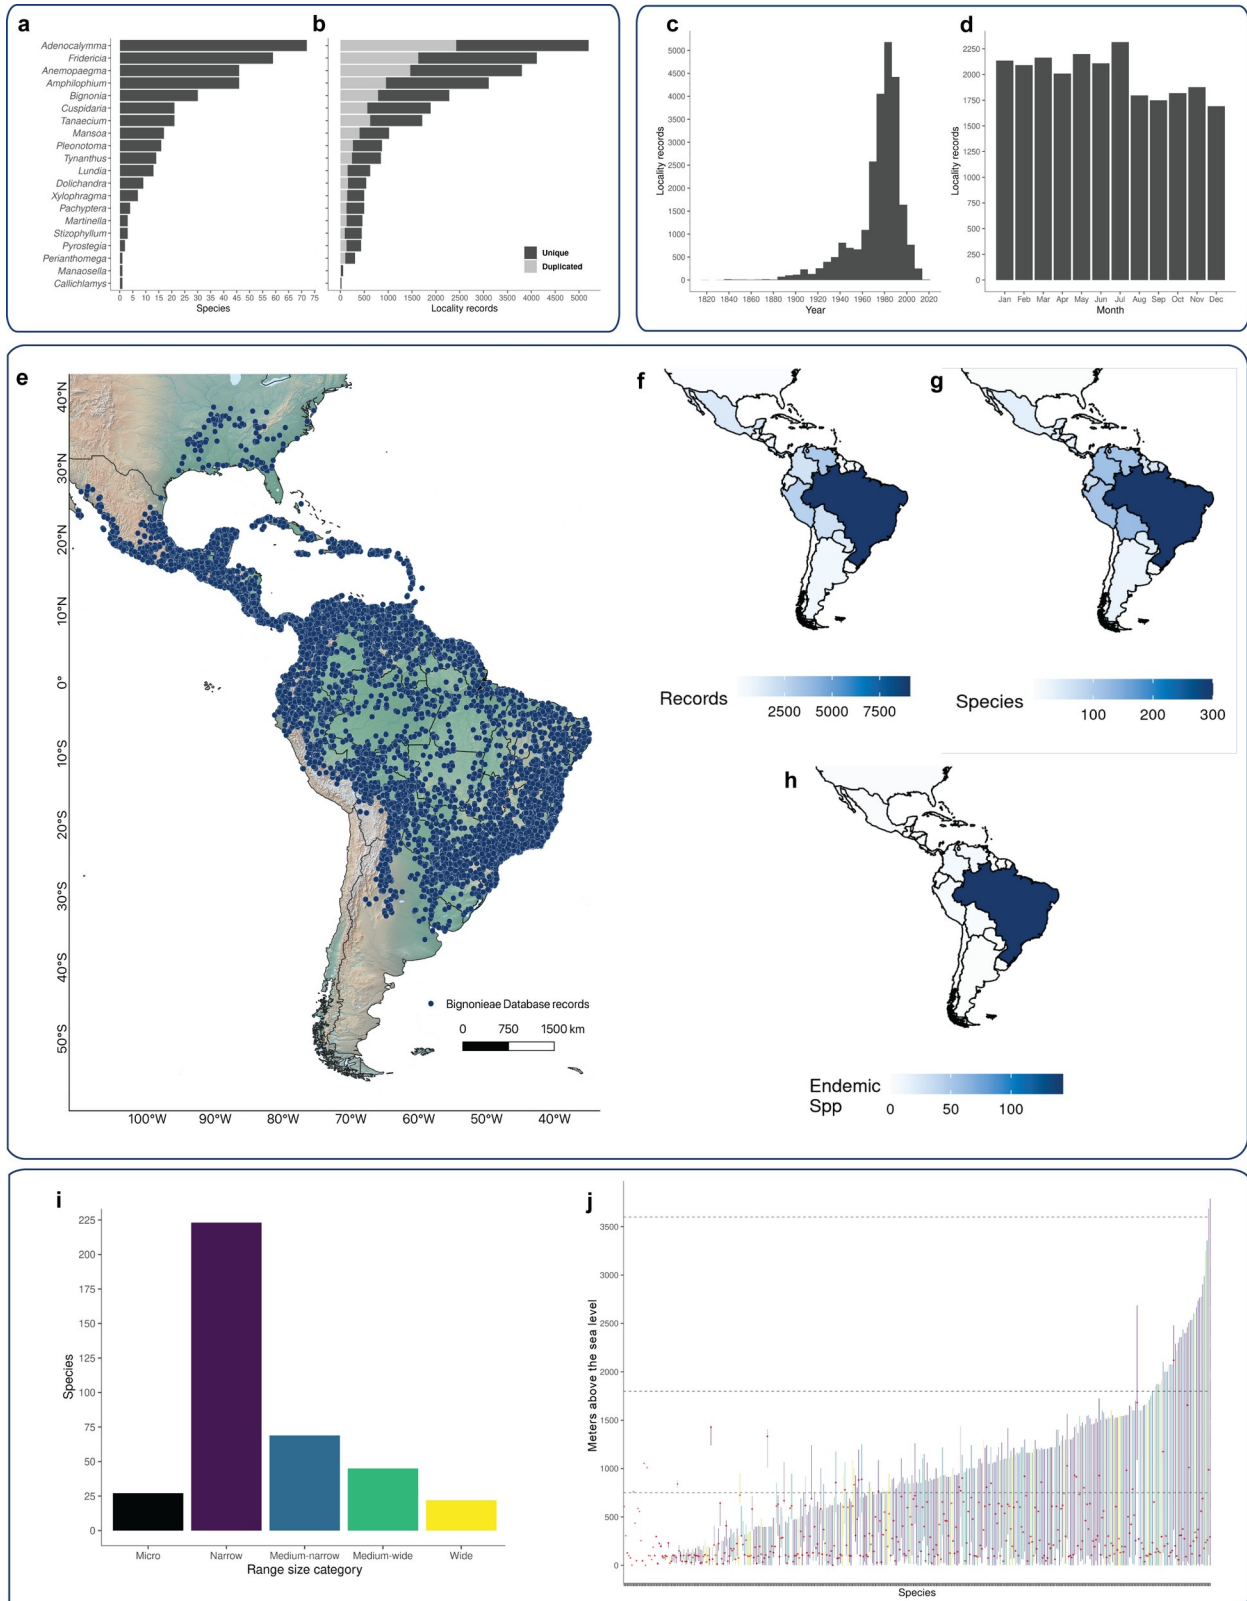 a
Adenocalymma
Fridericia
Anemopaegma
Amphilophium
Bignonia
Cuspidaria
Tanaecium
Mansoa
Pleonotoma
Tynanthus
Lundia
Dolichandra
Xylophragma
Pachyptera
Martinella
Stizophyllum
Pyrostegia
Perianthomega
Manaosella
Callichlamys
0 5 10 15 20 25 30 35 40 45 50 55 60 65 70 75
Species
b
Unique
Duplicated
0 500 1000 1500 2000 2500 3000 3500 4000 4500 5000
Locality records
c
Locality records
5000
4500
4000
3500
3000
2500
2000
1500
1000
500
0
1820 1840 1860 1880 1900 1920 1940 1960 1980 2000 2020
Year
d
Locality records
2250
2000
1750
1500
1250
1000
750
500
250
0
Jan Feb Mar Apr May Jun Jul Aug Sep Oct Nov Dec
Month
e
40°N
30°N
20°N
10°N
0°
10°S
20°S
30°S
40°S
50°S
Bignonieae Database records
0 750 1500 km
100°W 90°W 80°W 70°W 60°W 50°W 40°W
f
Records
2500 5000 7500
g
Species
100 200 300
h
Endemic
Spp
0 50 100
i
Species
225
200
175
150
125
100
75
50
25
0
Micro Narrow Medium-narrow Medium-wide Wide
Range size category
j
Meters above the sea level
3500
3000
2500
2000
1500
1000
500
0
Species